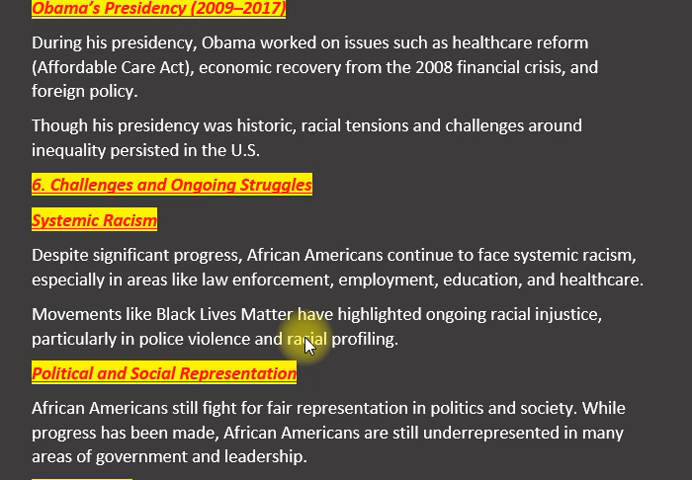 Obama's Presidency (2009–2017)
During his presidency, Obama worked on issues such as healthcare reform
(Affordable Care Act), economic recovery from the 2008 financial crisis, and
foreign policy.
Though his presidency was historic, racial tensions and challenges around
inequality persisted in the U.S.
6. Challenges and Ongoing Struggles
Systemic Racism
Despite significant progress, African Americans continue to face systemic racism,
especially in areas like law enforcement, employment, education, and healthcare.
Movements like Black Lives Matter have highlighted ongoing racial injustice,
particularly in police violence and racial profiling.
Political and Social Representation
African Americans still fight for fair representation in politics and society. While
progress has been made, African Americans are still underrepresented in many
areas of government and leadership.